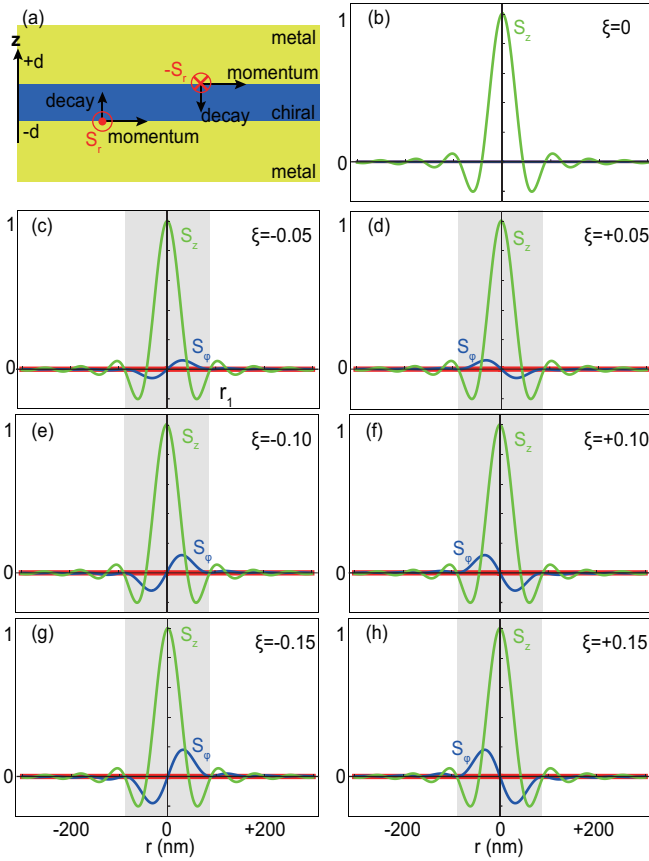 (a)
metal
z
+d
-S_r
momentum
decay
decay
chiral
S_r
momentum
-d
metal
(b)
1
S_z
ξ=0
0
-200
0
+200
(c)
1
S_z
ξ=-0.05
S_φ
0
r_1
(d)
1
S_z
ξ=+0.05
S_φ
0
(e)
1
S_z
ξ=-0.10
S_φ
0
(f)
1
S_z
ξ=+0.10
S_φ
0
(g)
1
S_z
ξ=-0.15
S_φ
0
-200
0
+200
r (nm)
(h)
1
S_z
ξ=+0.15
S_φ
0
-200
0
+200
r (nm)